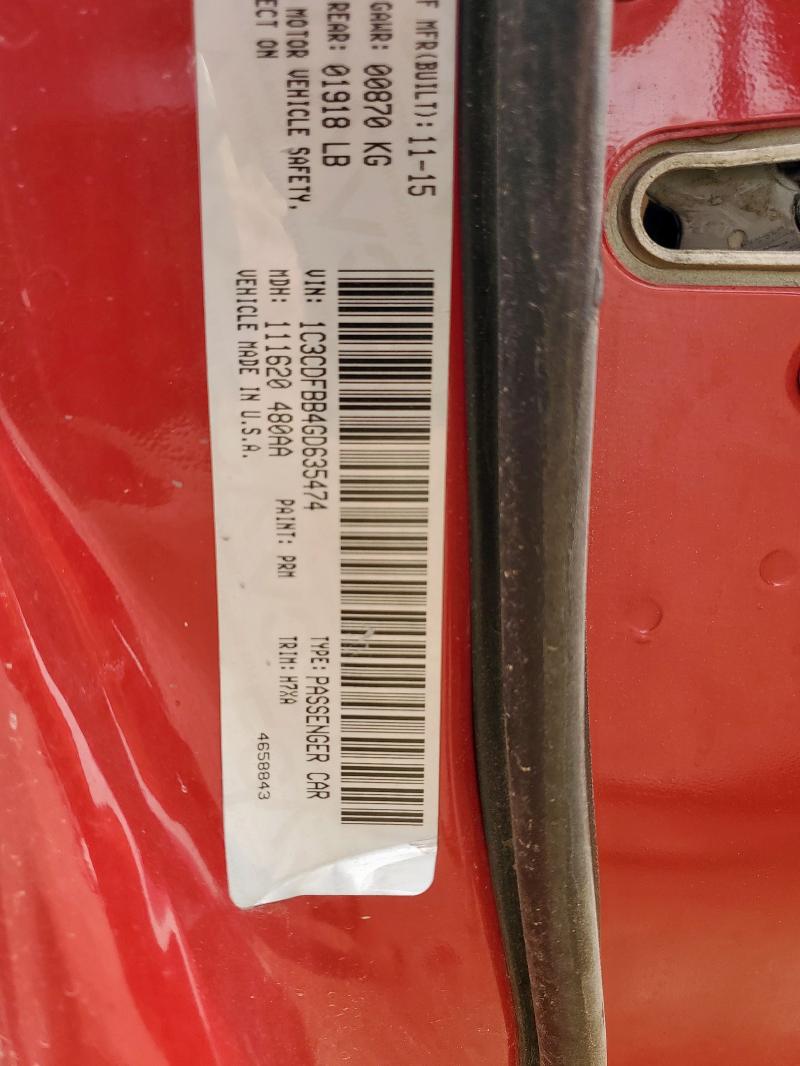 F MFR(BUILT): 11-15
GAWR: 00870 KG
REAR: 01918 LB
MOTOR VEHICLE SAFETY,
ECT ON
VIN: 1C3CDFBB4GD635474 TYPE: PASSENGER CAR
MDH: 111620 480AA PAINT: PRM TRIM: H7XA
VEHICLE MADE IN U.S.A. 4658843